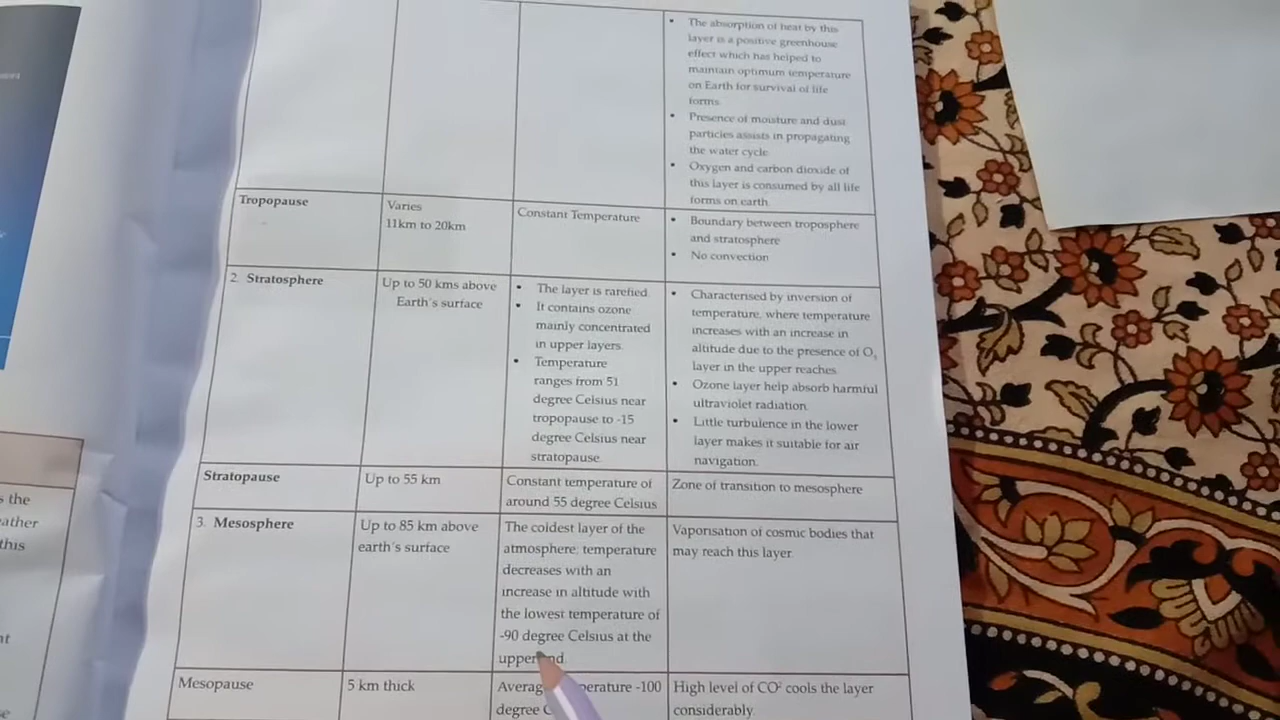 The absorption of heat by this
layer is a positive greenhouse
effect which has helped to
maintain optimum temperature
on Earth for survival of life
forms.
Presence of moisture and dust
particles assists in propagating
the water cycle.
Oxygen and carbon dioxide of
this layer is consumed by all life
forms on earth.
Tropopause
Varies
11km to 20km
Constant Temperature
Boundary between troposphere
and stratosphere
No convection
2. Stratosphere
Up to 50 kms above
Earth's surface
The layer is rarefied.
It contains ozone
mainly concentrated
in upper layers.
Temperature
ranges from 51
degree Celsius near
tropopause to -15
degree Celsius near
stratopause.
Characterised by inversion of
temperature, where temperature
increases with an increase in
altitude due to the presence of O₃
layer in the upper reaches.
Ozone layer help absorb harmful
ultraviolet radiation.
Little turbulence in the lower
layer makes it suitable for air
navigation.
Stratopause
Up to 55 km
Constant temperature of
around 55 degree Celsius
Zone of transition to mesosphere
3. Mesosphere
Up to 85 km above
earth's surface
The coldest layer of the
atmosphere, temperature
decreases with an
increase in altitude with
the lowest temperature of
-90 degree Celsius at the
upper
Vaporisation of cosmic bodies that
may reach this layer.
Mesopause
5 km thick
-100
degree
High level of CO² cools the layer
considerably.
s the
this